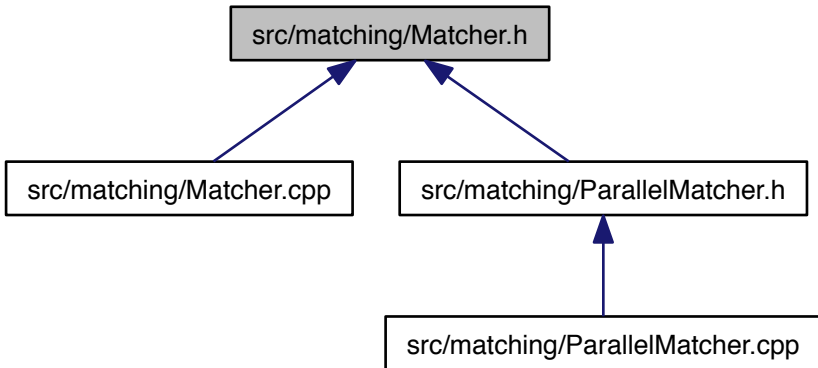 src/matching/Matcher.h
src/matching/Matcher.cpp
src/matching/ParallelMatcher.h
src/matching/ParallelMatcher.cpp